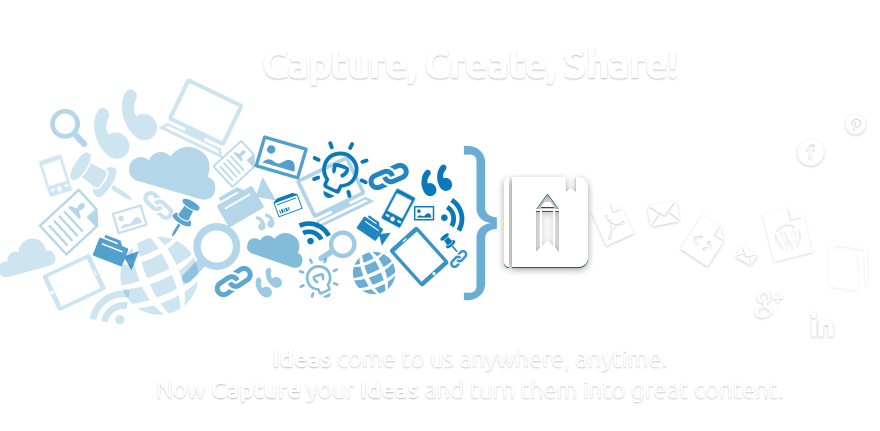 Capture, Create, Share!
Ideas come to us anywhere, anytime.
Now Capture your Ideas and turn them into great content.